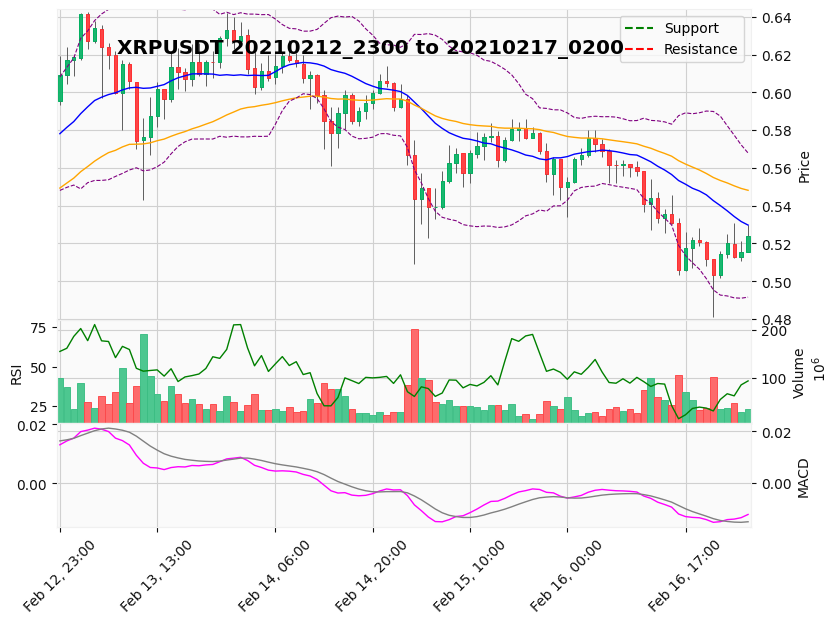 XRPUSDT 20210212_2300 to 20210217_0200
Support
Resistance
0.64
0.62
0.60
0.58
0.56
0.54
0.52
0.50
0.48
Price
75
50
25
RSI
200
100
Volume
10^6
0.02
0.00
0.02
0.00
MACD
Feb 12, 23:00
Feb 13, 13:00
Feb 14, 06:00
Feb 14, 20:00
Feb 15, 10:00
Feb 16, 00:00
Feb 16, 17:00